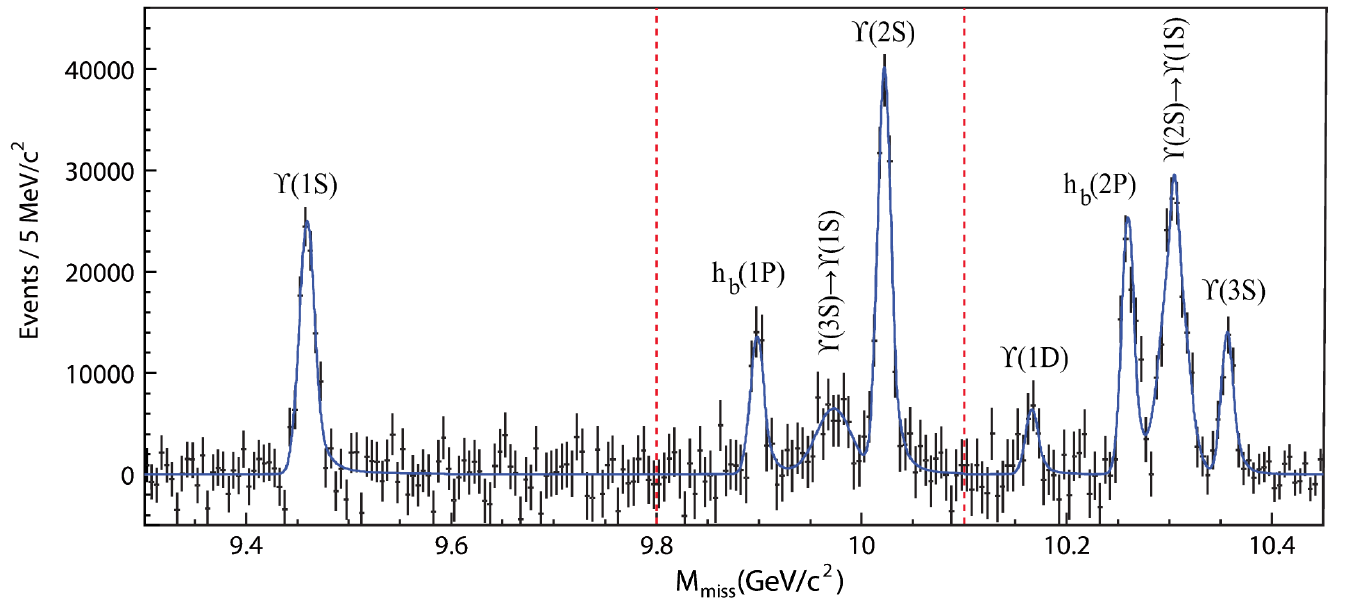 Events / 5 MeV/c²
40000
30000
20000
10000
0
ϒ(1S)
h_b(1P)
ϒ(3S)→ϒ(1S)
ϒ(2S)
ϒ(1D)
h_b(2P)
ϒ(2S)→ϒ(1S)
ϒ(3S)
9.4 9.6 9.8 10 10.2 10.4
M_miss(GeV/c²)